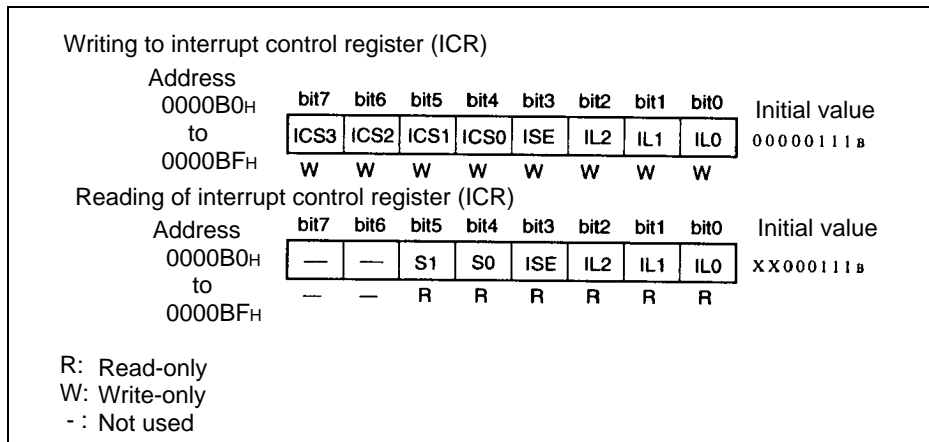 Writing to interrupt control register (ICR)
Address
bit7 bit6 bit5 bit4 bit3 bit2 bit1 bit0 Initial value
0000B0H
to ICS3 ICS2 ICS1 ICS0 ISE IL2 IL1 IL0 00000111B
0000BFH W W W W W W W W
Reading of interrupt control register (ICR)
Address bit7 bit6 bit5 bit4 bit3 bit2 bit1 bit0 Initial value
0000B0H — — S1 S0 ISE IL2 IL1 IL0 XX000111B
to — — R R R R R R
0000BFH
R: Read-only
W: Write-only
- : Not used